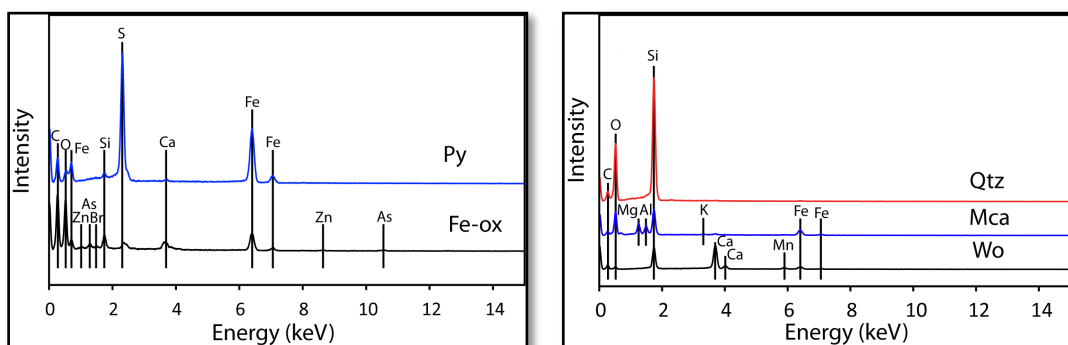 Intensity
S
C
O
Fe
Si
Ca
Fe
Fe
Py
As
Zn
Br
Zn
As
Fe-ox
0 2 4 6 8 10 12 14
Energy (keV)
Intensity
Si
O
C
Qtz
Mg
Al
K
Fe
Fe
Mca
Ca
Ca
Mn
Wo
0 2 4 6 8 10 12 14
Energy (keV)